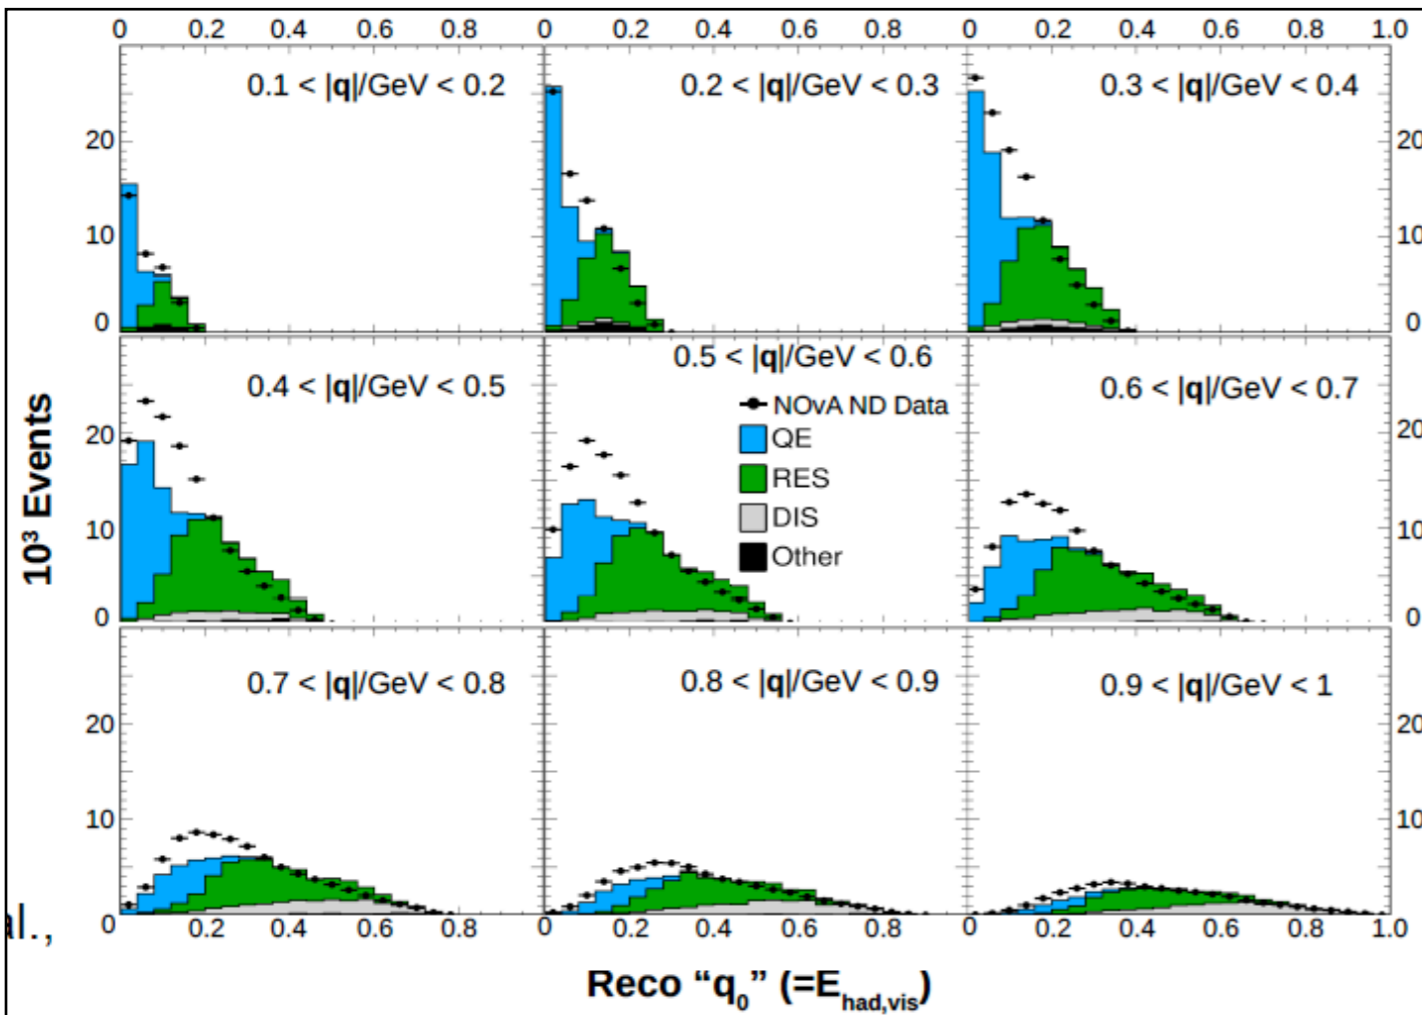 0 0.2 0.4 0.6 0.8 0 0.2 0.4 0.6 0.8 0 0.2 0.4 0.6 0.8 1.0
0.1 < |q|/GeV < 0.2 0.2 < |q|/GeV < 0.3 0.3 < |q|/GeV < 0.4
20 20
10 10
0 0
0.4 < |q|/GeV < 0.5 0.5 < |q|/GeV < 0.6 0.6 < |q|/GeV < 0.7
NOvA ND Data
QE
RES
DIS
Other
20 20
10 10
0 0
10³ Events
0.7 < |q|/GeV < 0.8 0.8 < |q|/GeV < 0.9 0.9 < |q|/GeV < 1
20 20
10 10
0 0
0.2 0.4 0.6 0.8 0 0.2 0.4 0.6 0.8 0 0.2 0.4 0.6 0.8 1.0
al.,
Reco “q₀” (=E_had,vis)